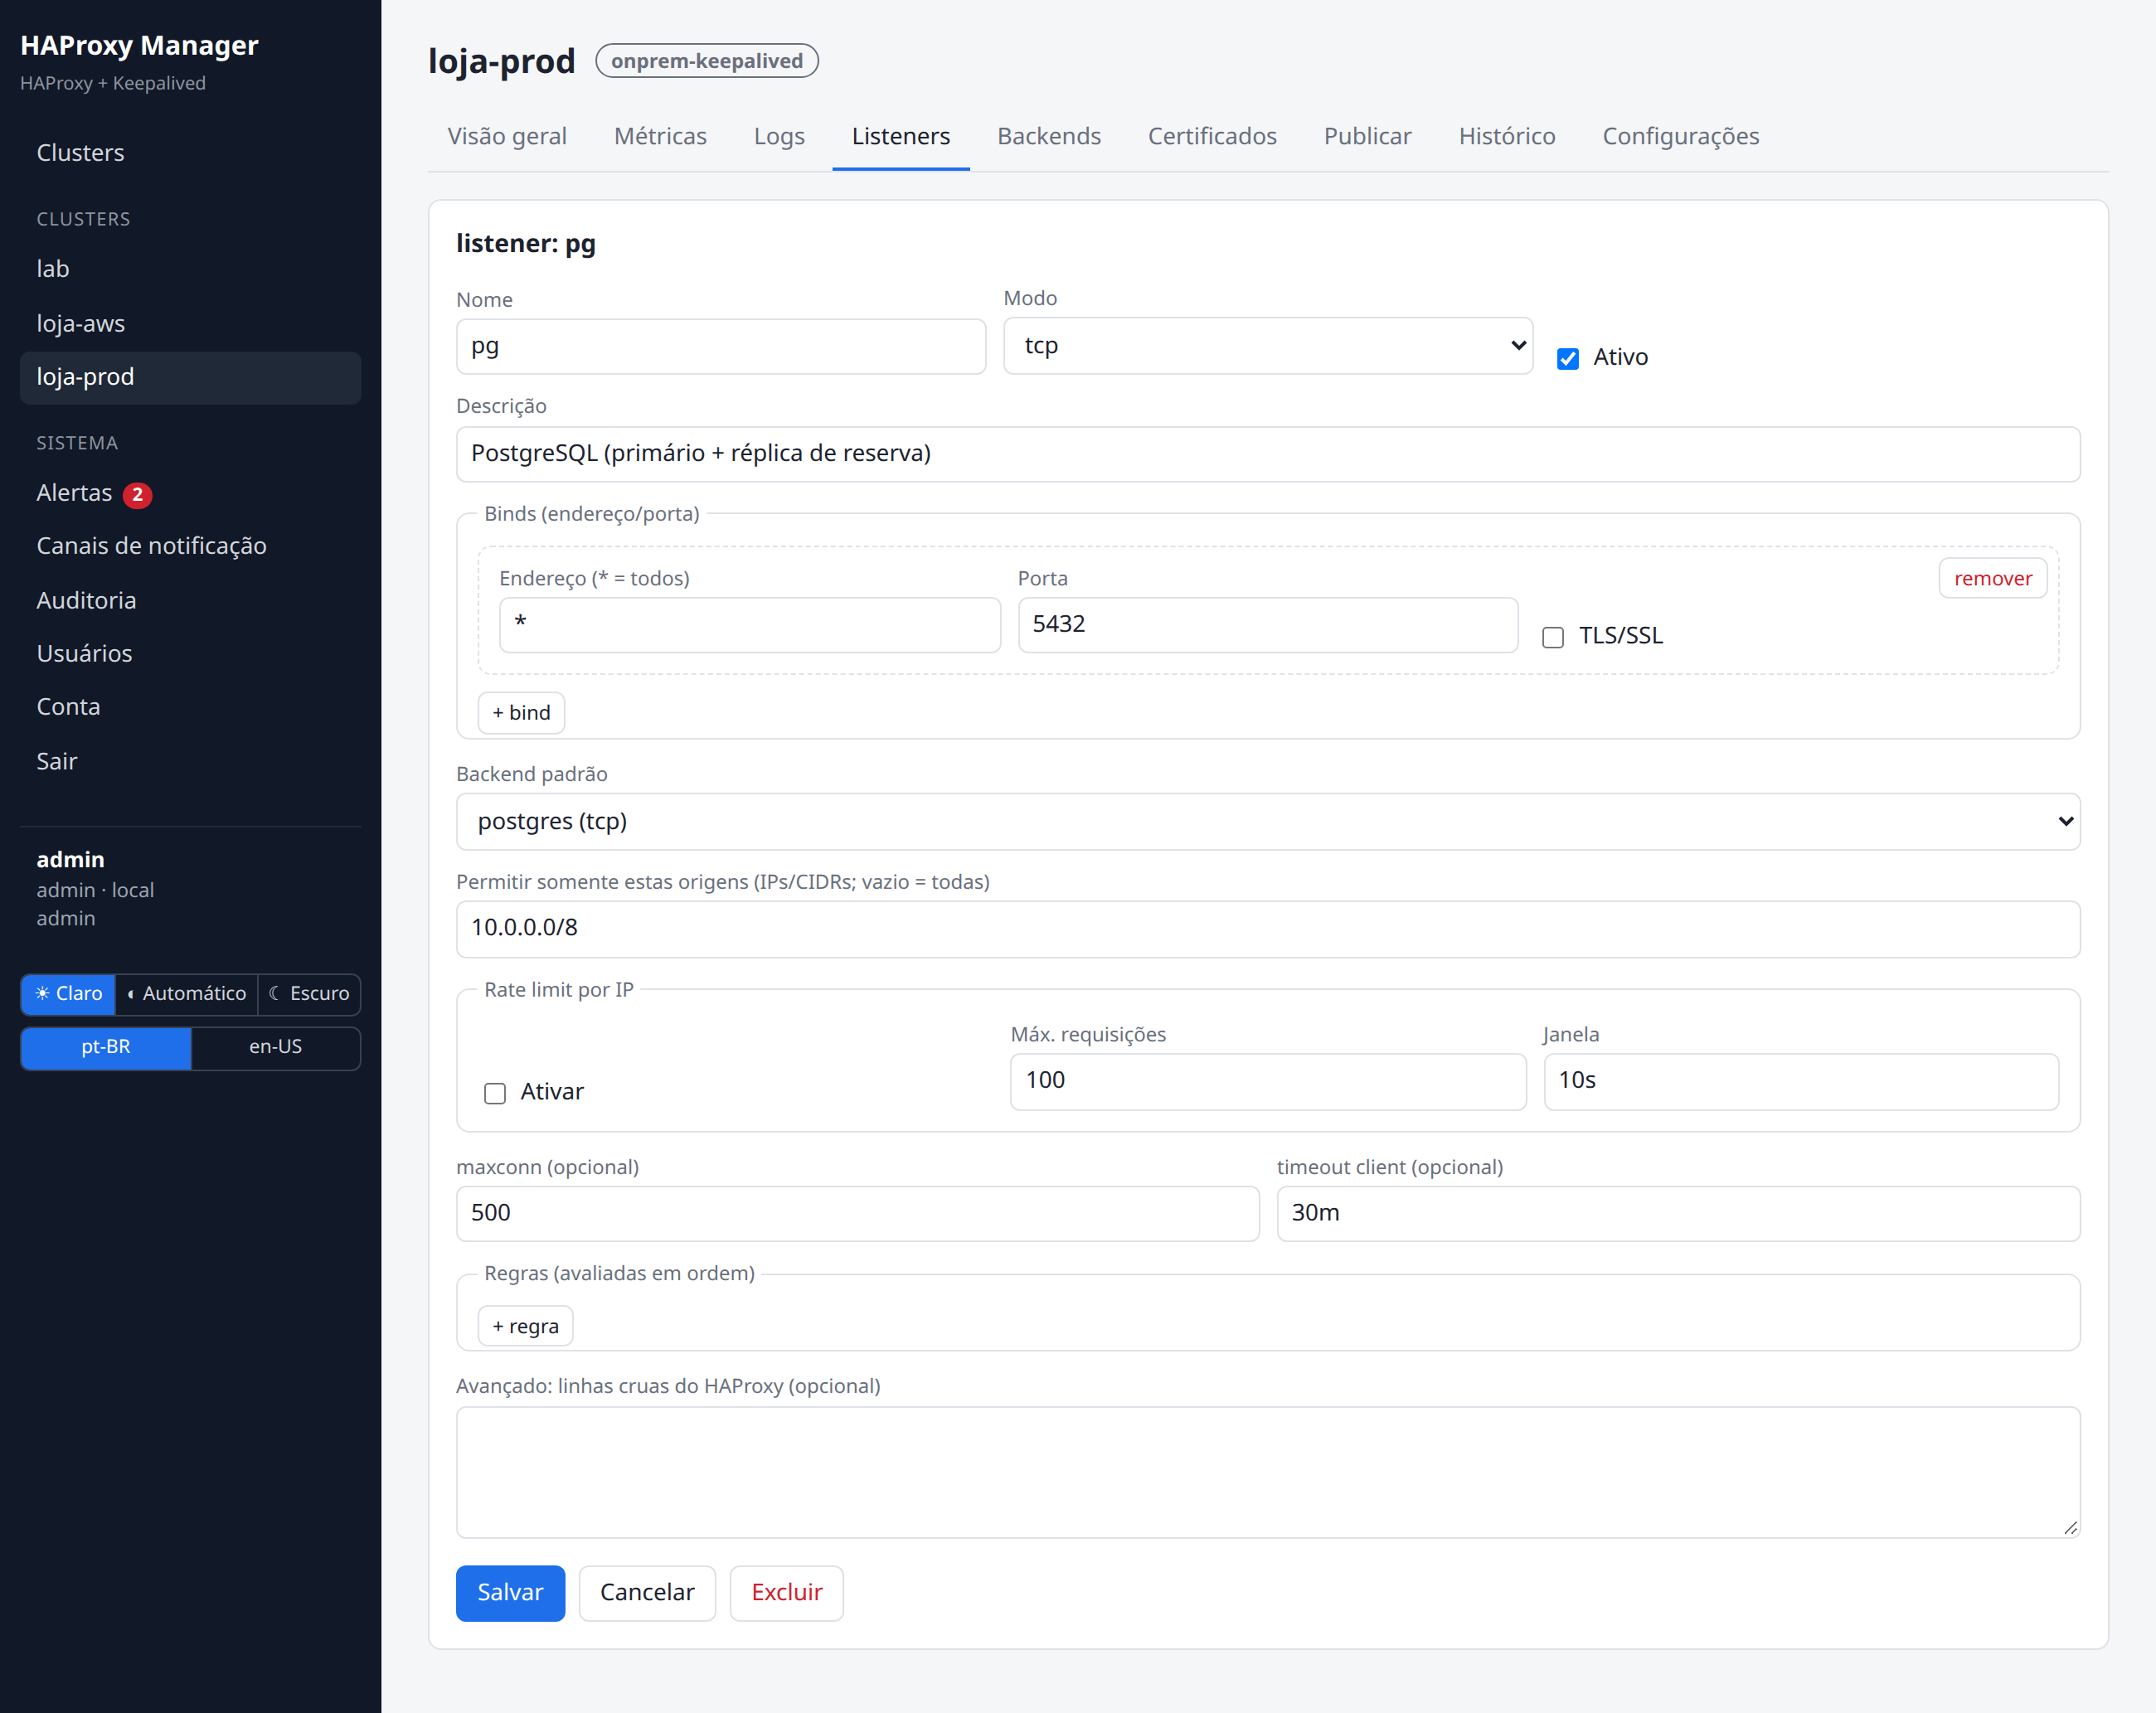 HAProxy Manager
HAProxy + Keepalived
Clusters
CLUSTERS
lab
loja-aws
loja-prod
SISTEMA
Alertas 2
Canais de notificação
Auditoria
Usuários
Conta
Sair
admin
admin · local
admin
☀ Claro
◐ Automático
☾ Escuro
pt-BR
en-US
loja-prod onprem-keepalived
Visão geral Métricas Logs Listeners Backends Certificados Publicar Histórico Configurações
listener: pg
Nome Modo
pg tcp Ativo
Descrição
PostgreSQL (primário + réplica de reserva)
Binds (endereço/porta)
Endereço (* = todos) Porta remover
* 5432 TLS/SSL
+ bind
Backend padrão
postgres (tcp)
Permitir somente estas origens (IPs/CIDRs; vazio = todas)
10.0.0.0/8
Rate limit por IP
Máx. requisições Janela
Ativar 100 10s
maxconn (opcional) timeout client (opcional)
500 30m
Regras (avaliadas em ordem)
+ regra
Avançado: linhas cruas do HAProxy (opcional)
Salvar Cancelar Excluir